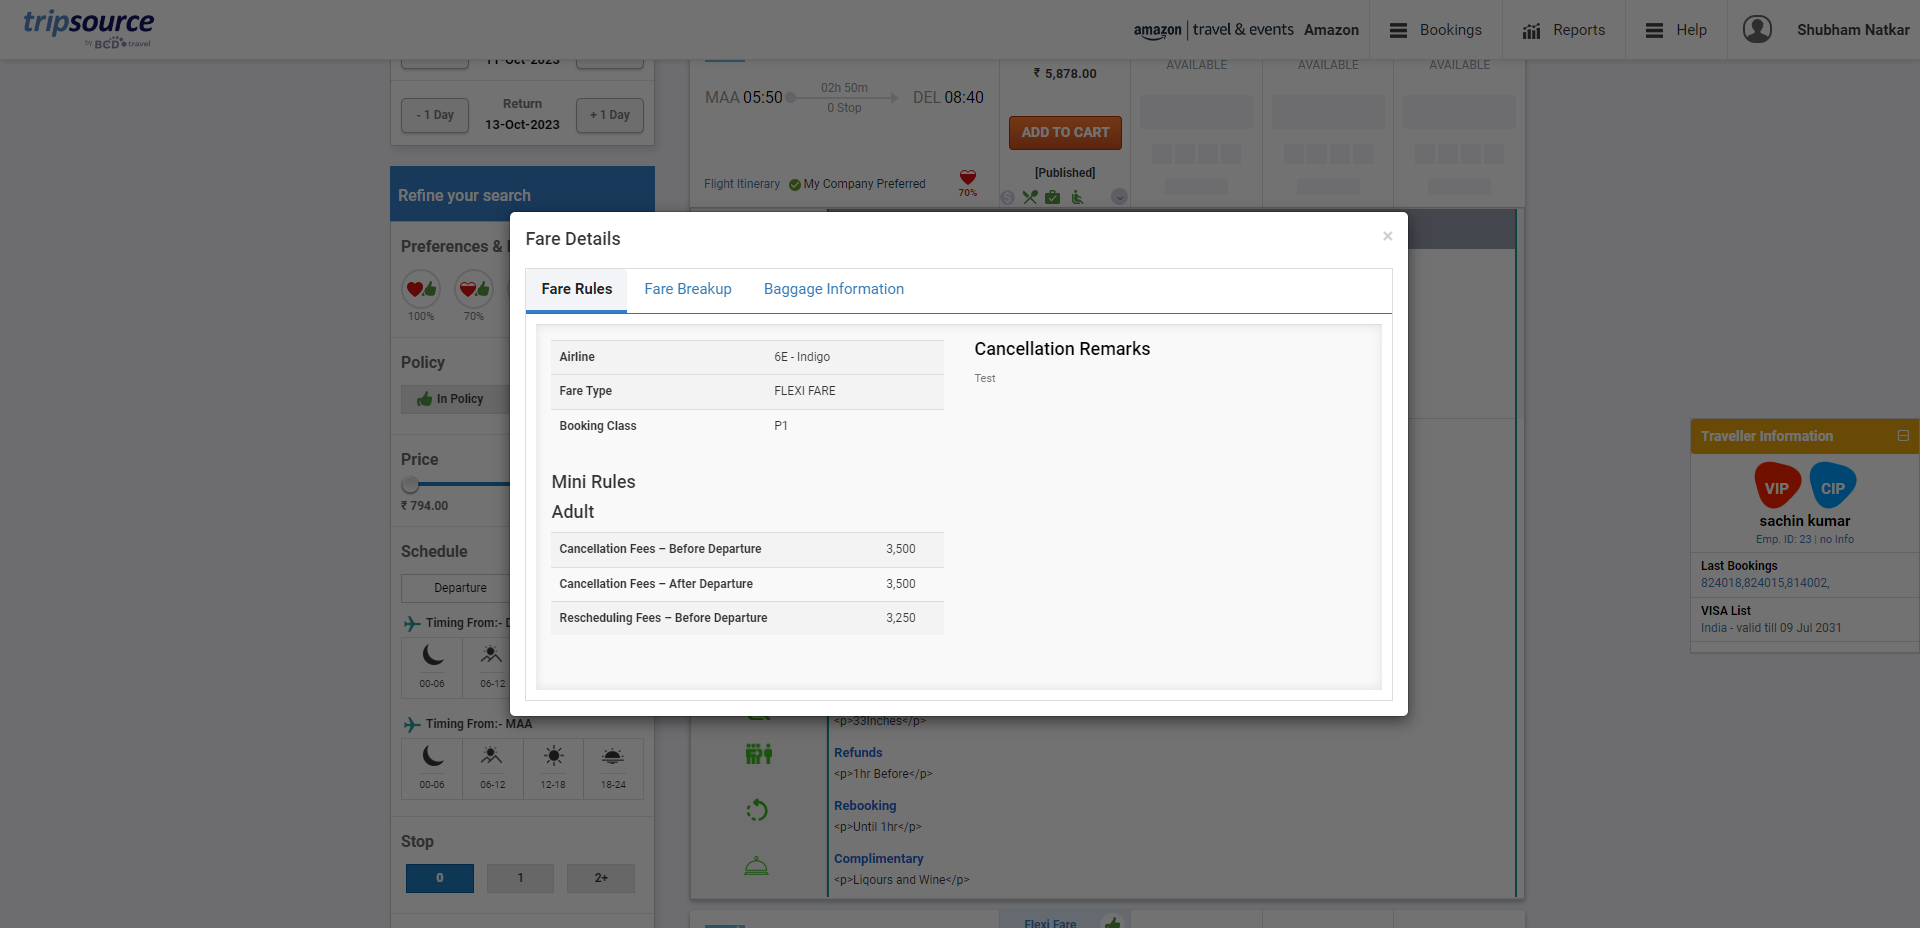 tripsource
by BCD travel
amazon | travel & events Amazon
Bookings
Reports
Help
Shubham Natkar
11-Oct-2023
- 1 Day
Return
13-Oct-2023
+ 1 Day
MAA 05:50
02h 50m
0 Stop
DEL 08:40
₹ 5,878.00
ADD TO CART
[Published]
AVAILABLE
AVAILABLE
AVAILABLE
Flight Itinerary
My Company Preferred
70%
Refine your search
Preferences &
100%
70%
Policy
In Policy
Price
₹ 794.00
Schedule
Departure
Timing From:-
00-06
06-12
Timing From:- MAA
00-06
06-12
12-18
18-24
Stop
0
1
2+
Fare Details
×
Fare Rules
Fare Breakup
Baggage Information
Airline
6E - Indigo
Fare Type
FLEXI FARE
Booking Class
P1
Cancellation Remarks
Test
Mini Rules
Adult
Cancellation Fees – Before Departure
3,500
Cancellation Fees – After Departure
3,500
Rescheduling Fees – Before Departure
3,250
<p>33Inches</p>
Refunds
<p>1hr Before</p>
Rebooking
<p>Until 1hr</p>
Complimentary
<p>Liqours and Wine</p>
Flexi Fare
Traveller Information
VIP
CIP
sachin kumar
Emp. ID: 23 | no Info
Last Bookings
824018,824015,814002,
VISA List
India - valid till 09 Jul 2031